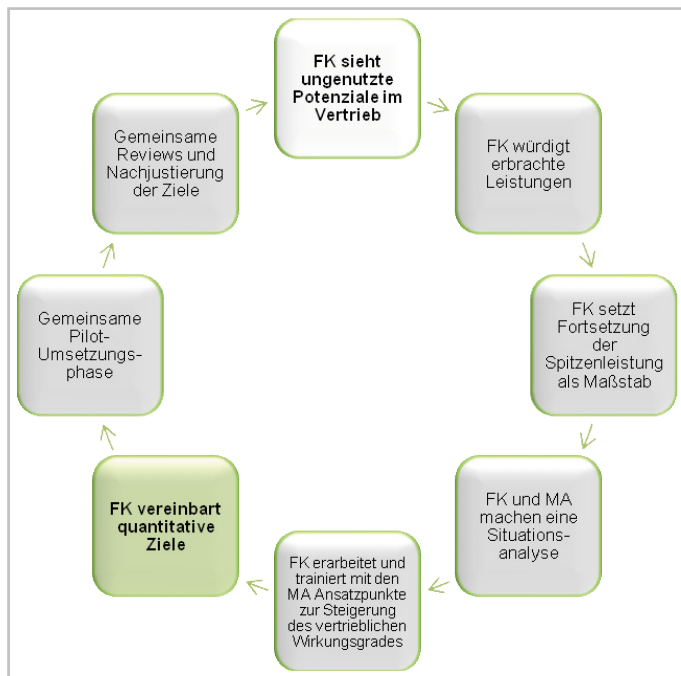 FK sieht
ungenutzte
Potenziale im
Vertrieb
FK würdigt
erbrachte
Leistungen
FK setzt
Fortsetzung
der
Spitzenleistung
als Maßstab
FK und MA
machen eine
Situations-
analyse
FK erarbeitet und
trainiert mit den
MA Ansatzpunkte
zur Steigerung
des vertrieblichen
Wirkungsgrades
FK vereinbart
quantitative
Ziele
Gemeinsame
Pilot-
Umsetzungs-
phase
Gemeinsame
Reviews und
Nachjustierung
der Ziele